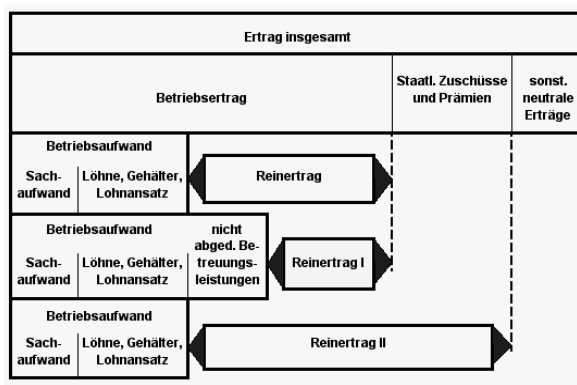 Ertrag insgesamt
Betriebsertrag
Staatl. Zuschüsse
und Prämien
sonst.
neutrale
Erträge
Betriebsaufwand
Sach-
aufwand
Löhne, Gehälter,
Lohnansatz
Reinertrag
Betriebsaufwand
Sach-
aufwand
Löhne, Gehälter,
Lohnansatz
nicht
abged. Be-
treuungs-
leistungen
Reinertrag I
Betriebsaufwand
Sach-
aufwand
Löhne, Gehälter,
Lohnansatz
Reinertrag II